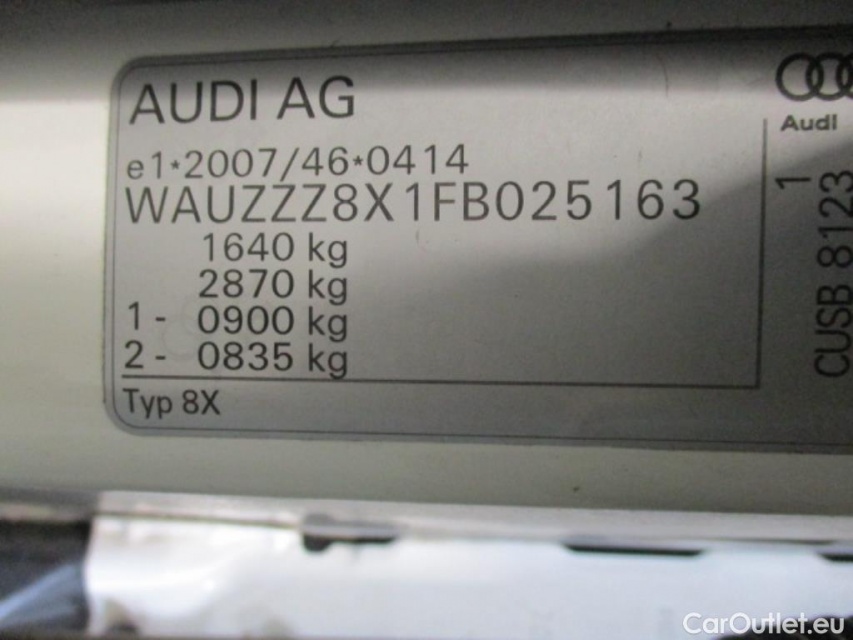 AUDI AG
e1*2007/46*0414
WAUZZZ8X1FB025163
1640 kg
2870 kg
1 - 0900 kg
2 - 0835 kg
Typ 8X
Audi
1
CUSB 8123
CarOutlet.eu